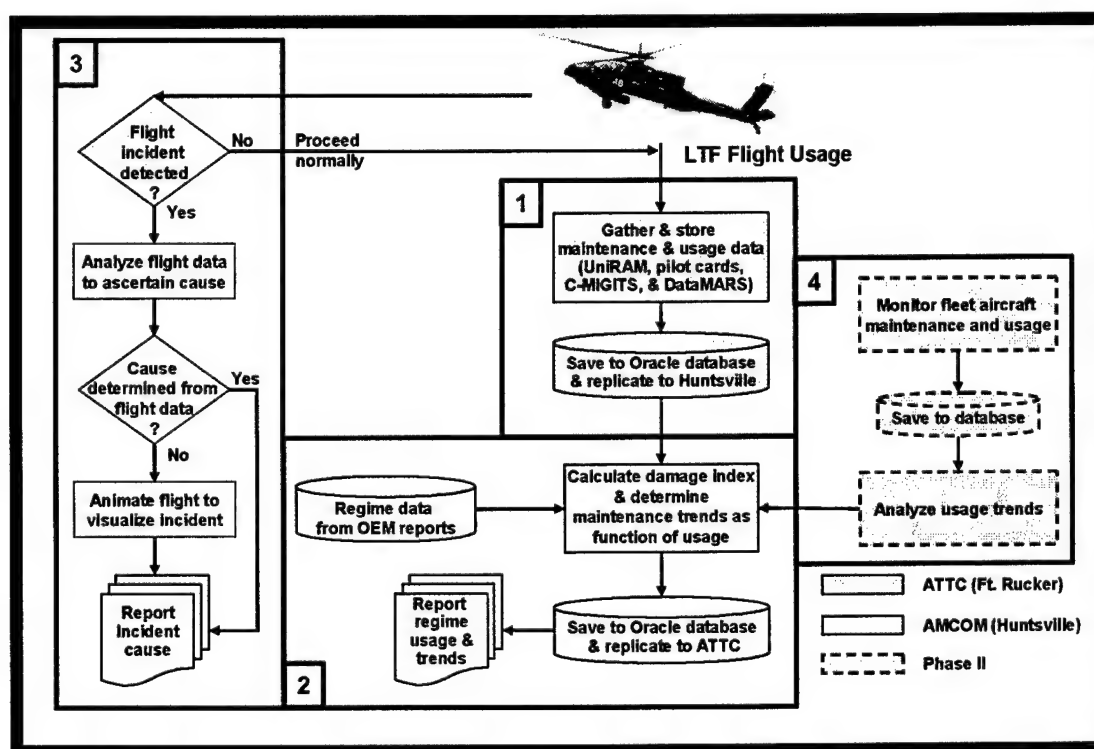 3
Flight
incident
detected
?
No
Proceed
normally
Yes
Analyze flight data
to ascertain cause
Cause
determined from
flight data
?
Yes
No
Animate flight to
visualize incident
Report
Incident
cause
LTF Flight Usage
1
Gather & store
maintenance & usage data
(UniRAM, pilot cards,
C-MIGITS, & DataMARS)
Save to Oracle database
& replicate to Huntsville
4
Monitor fleet aircraft
maintenance and usage
Save to database
Analyze usage trends
Regime data
from OEM reports
Calculate damage index
& determine
maintenance trends as
function of usage
Report
regime
usage &
trends
Save to Oracle database
& replicate to ATTC
2
ATTC (Ft. Rucker)
AMCOM (Huntsville)
Phase II